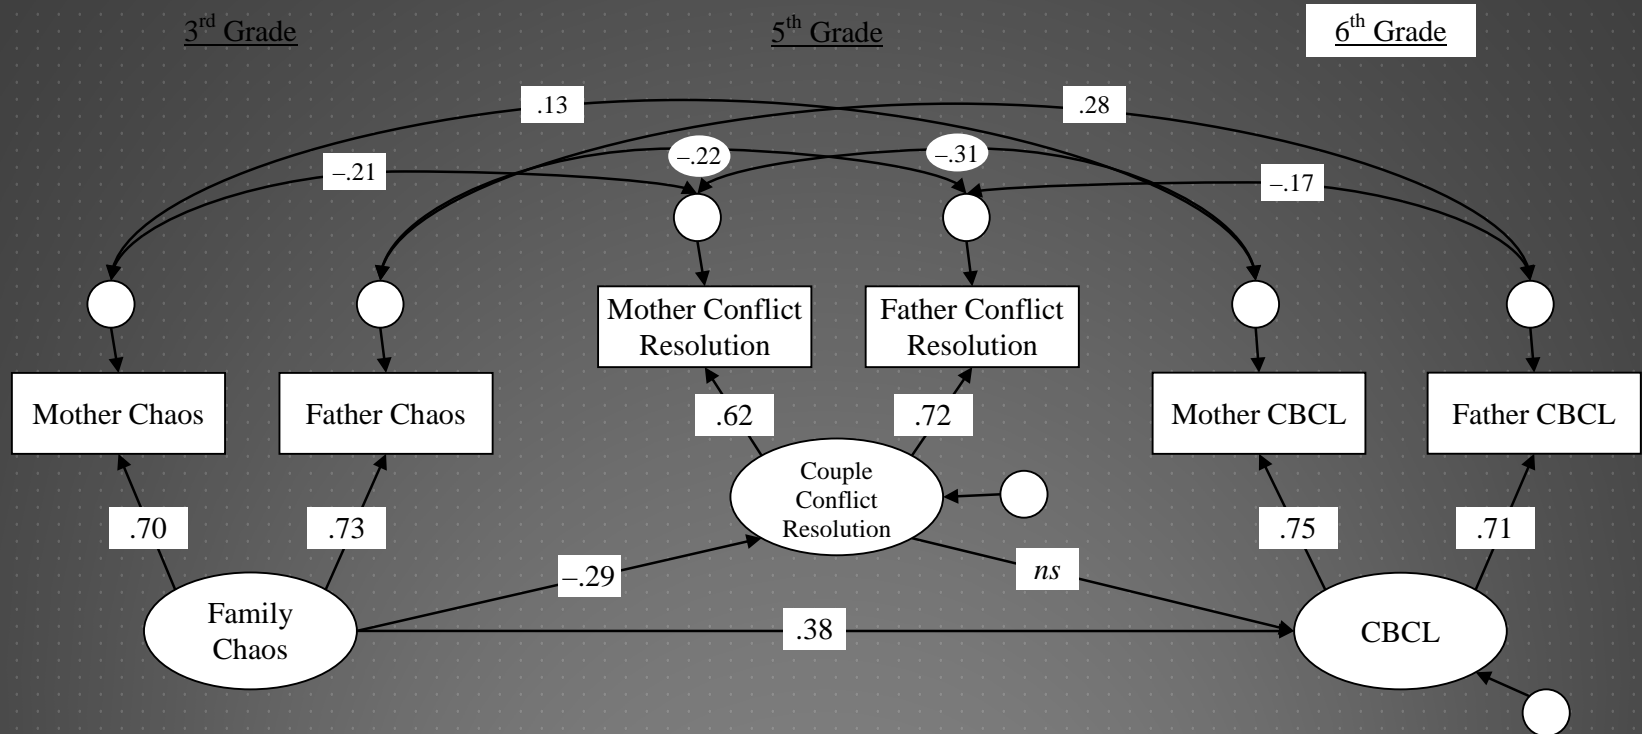 3rd Grade
5th Grade
6th Grade
.13
.28
–.22
–.31
–.21
–.17
Mother Conflict
Resolution
Father Conflict
Resolution
Mother Chaos
Father Chaos
Mother CBCL
Father CBCL
.62
.72
Couple
Conflict
Resolution
.70
.73
.75
.71
–.29
ns
Family
Chaos
.38
CBCL